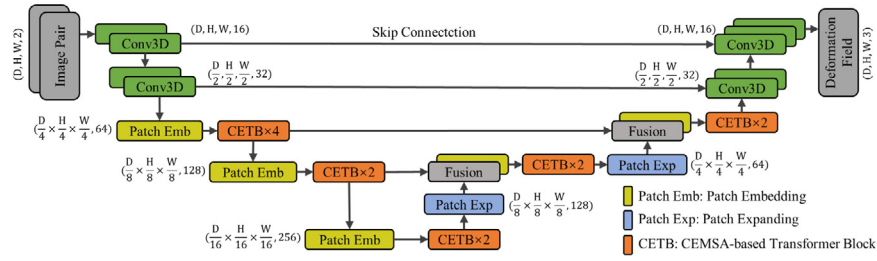 (D, H, W, 2)
Image Pair
Conv3D
(D, H, W, 16)
Skip Connectction
(D, H, W, 16)
Conv3D
Deformation
Field
(D, H, W, 3)
Conv3D
(D/2, H/2, W/2, 32)
(D/2, H/2, W/2, 32)
Conv3D
(D/4 × H/4 × W/4, 64)
Patch Emb
CETB×4
Fusion
CETB×2
(D/8 × H/8 × W/8, 128)
Patch Emb
CETB×2
Fusion
CETB×2
Patch Exp
(D/4 × H/4 × W/4, 64)
Patch Exp
(D/8 × H/8 × W/8, 128)
(D/16 × H/16 × W/16, 256)
Patch Emb
CETB×2
Patch Emb: Patch Embedding
Patch Exp: Patch Expanding
CETB: CEMSA-based Transformer Block